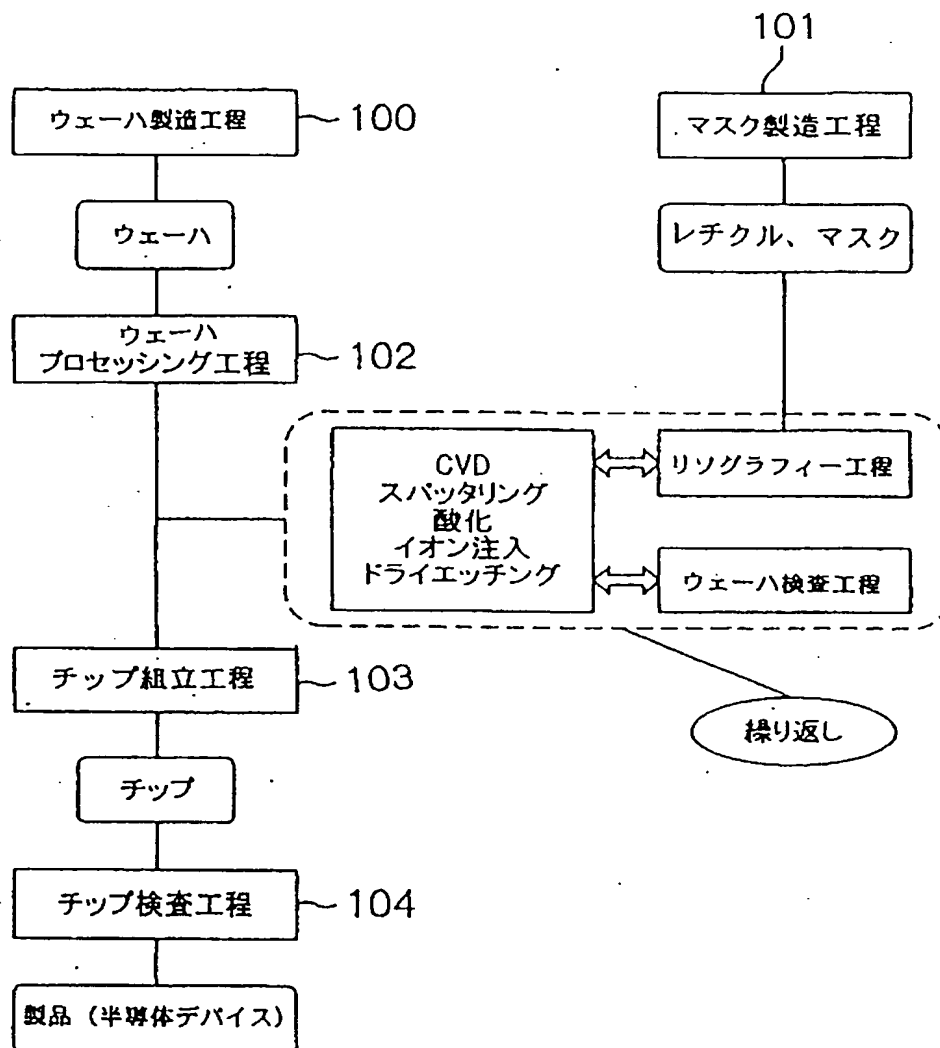 101
ウェーハ製造工程
100
マスク製造工程
ウェーハ
レチクル、マスク
ウェーハ
プロセッシング工程
102
CVD
スパッタリング
酸化
イオン注入
ドライエッチング
リソグラフィー工程
ウェーハ検査工程
チップ組立工程
103
繰り返し
チップ
チップ検査工程
104
製品（半導体デバイス）